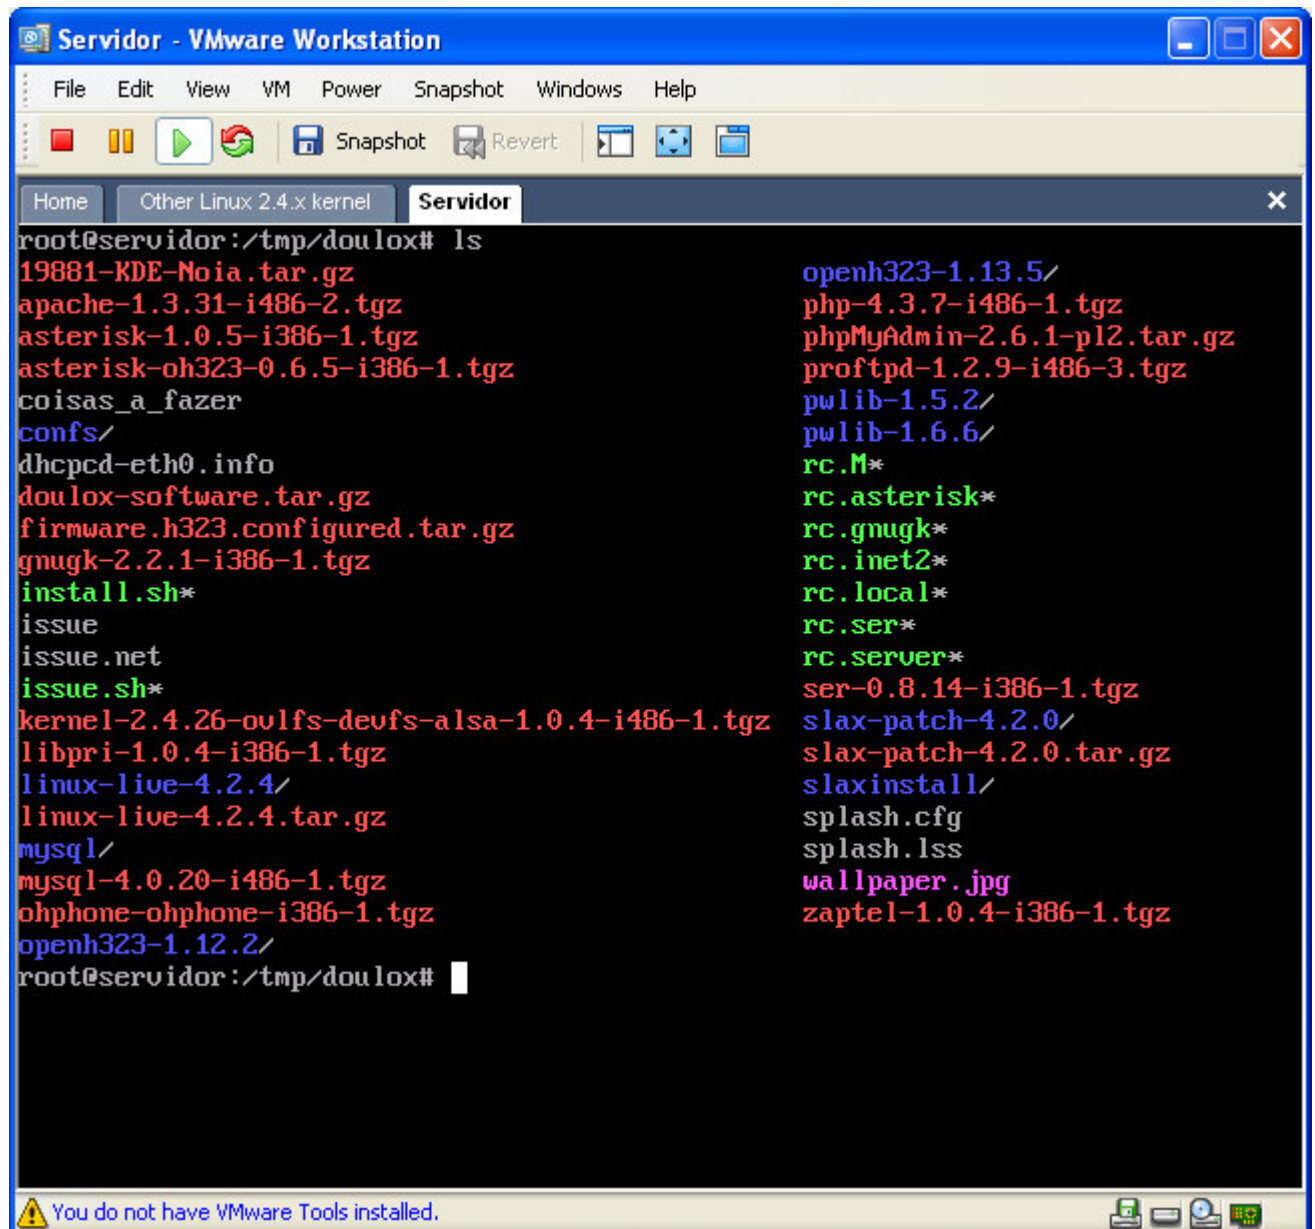 Servidor - VMware Workstation
File Edit View VM Power Snapshot Windows Help
Snapshot Revert
Home Other Linux 2.4.x kernel Servidor
root@servidor:/tmp/doulox# ls
19881-KDE-Noia.tar.gz openh323-1.13.5/
apache-1.3.31-i486-2.tgz php-4.3.7-i486-1.tgz
asterisk-1.0.5-i386-1.tgz phpMyAdmin-2.6.1-pl2.tar.gz
asterisk-oh323-0.6.5-i386-1.tgz proftpd-1.2.9-i486-3.tgz
coisas_a_fazer pwlib-1.5.2/
confs/ pwlib-1.6.6/
dhcpcd-eth0.info rc.M*
doulox-software.tar.gz rc.asterisk*
firmware.h323.configured.tar.gz rc.gnugk*
gnugk-2.2.1-i386-1.tgz rc.inet2*
install.sh* rc.local*
issue rc.ser*
issue.net rc.server*
issue.sh* ser-0.8.14-i386-1.tgz
kernel-2.4.26-ovlfs-devfs-alsa-1.0.4-i486-1.tgz slax-patch-4.2.0/
libpri-1.0.4-i386-1.tgz slax-patch-4.2.0.tar.gz
linux-live-4.2.4/ slaxinstall/
linux-live-4.2.4.tar.gz splash.cfg
mysql/ splash.lss
mysql-4.0.20-i486-1.tgz wallpaper.jpg
ohphone-ohphone-i386-1.tgz zaptel-1.0.4-i386-1.tgz
openh323-1.12.2/
root@servidor:/tmp/doulox#
You do not have VMware Tools installed.